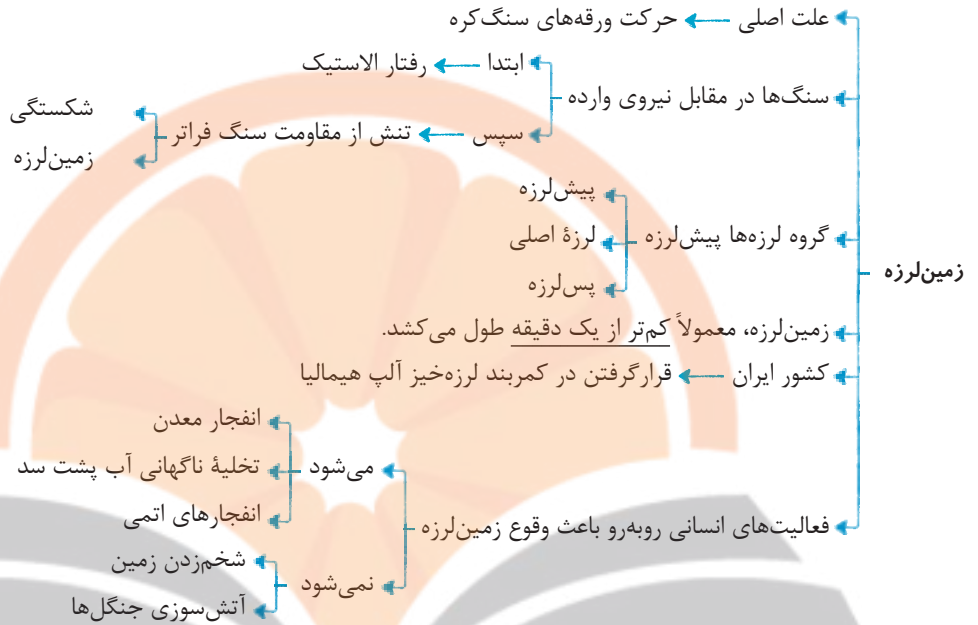 زمین‌لرزه
علت اصلی
حرکت ورقه‌های سنگ‌کره
سنگ‌ها در مقابل نیروی وارده
ابتدا
رفتار الاستیک
سپس
تنش از مقاومت سنگ فراتر
شکستگی
زمین‌لرزه
گروه لرزه‌ها پیش‌لرزه
پیش‌لرزه
لرزهٔ اصلی
پس‌لرزه
زمین‌لرزه، معمولاً کم‌تر از یک دقیقه طول می‌کشد.
کشور ایران
قرارگرفتن در کمربند لرزه‌خیز آلپ هیمالیا
فعالیت‌های انسانی روبه‌رو باعث وقوع زمین‌لرزه
می‌شود
انفجار معدن
تخلیهٔ ناگهانی آب پشت سد
انفجارهای اتمی
نمی‌شود
شخم‌زدن زمین
آتش‌سوزی جنگل‌ها